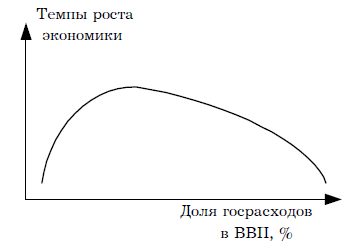 Темпы роста
экономики
Доля госрасходов
в ВВП, %